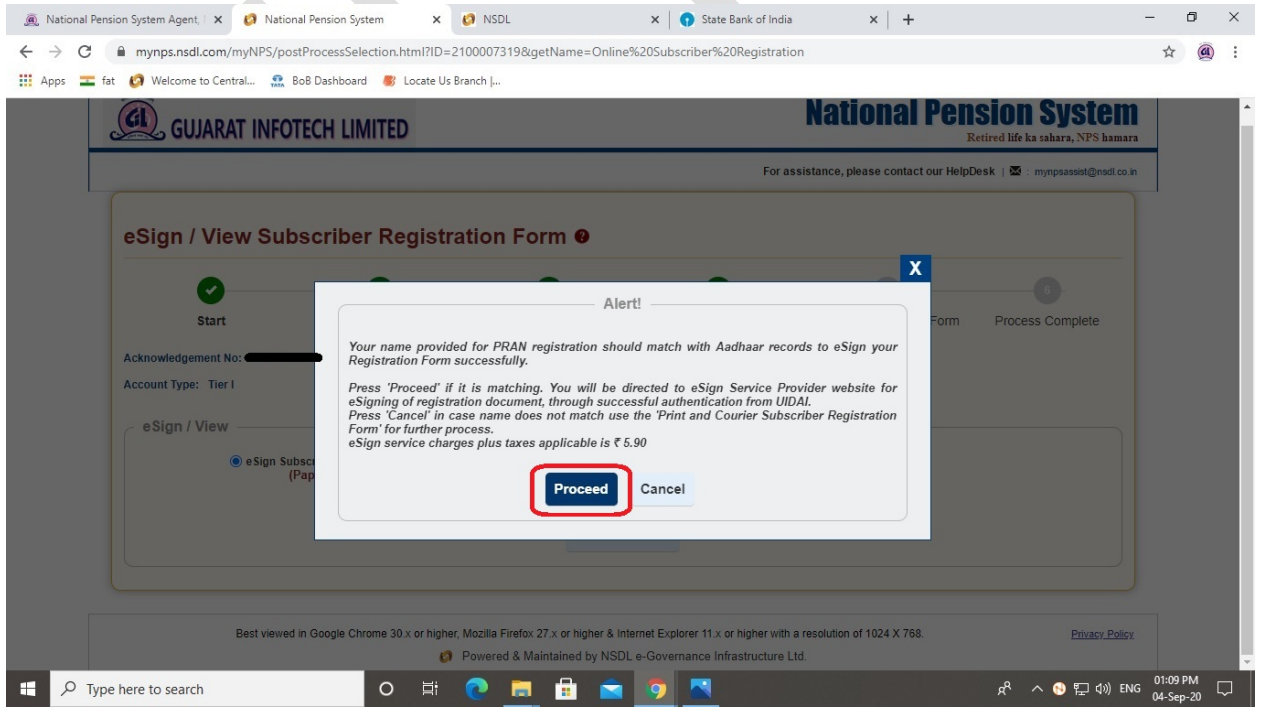 National Pension System Agent, I
National Pension System
NSDL
State Bank of India
mynps.nsdl.com/myNPS/postProcessSelection.html?ID=2100007319&getName=Online%20Subscriber%20Registration
Apps
fat
Welcome to Central...
BoB Dashboard
Locate Us Branch |...
GUJARAT INFOTECH LIMITED
National Pension System
Retired life ka sahara, NPS hamara
For assistance, please contact our HelpDesk | : mynpsassist@nsdl.co.in
eSign / View Subscriber Registration Form ?
Start
Form
6
Process Complete
Acknowledgement No:
Account Type: Tier I
eSign / View
eSign Subscr
(Pap
X
Alert!
Your name provided for PRAN registration should match with Aadhaar records to eSign your
Registration Form successfully.
Press 'Proceed' if it is matching. You will be directed to eSign Service Provider website for
eSigning of registration document, through successful authentication from UIDAI.
Press 'Cancel' in case name does not match use the 'Print and Courier Subscriber Registration
Form' for further process.
eSign service charges plus taxes applicable is ₹ 5.90
Proceed
Cancel
Best viewed in Google Chrome 30.x or higher, Mozilla Firefox 27.x or higher & Internet Explorer 11.x or higher with a resolution of 1024 X 768.
Privacy Policy
Powered & Maintained by NSDL e-Governance Infrastructure Ltd.
Type here to search
ENG
01:09 PM
04-Sep-20